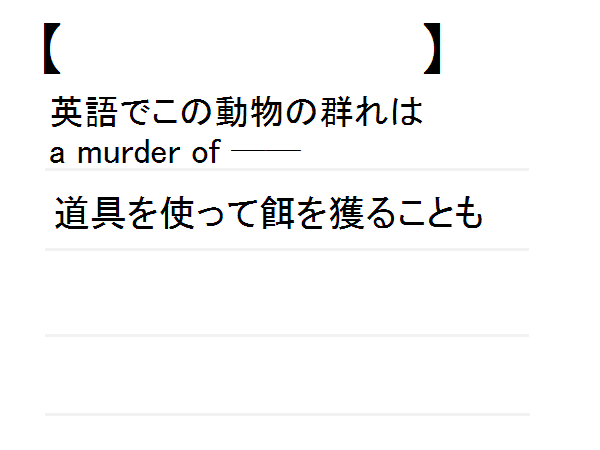 【　　　　　　　　　　】
英語でこの動物の群れは
a murder of ───
道具を使って餌を獲ることも